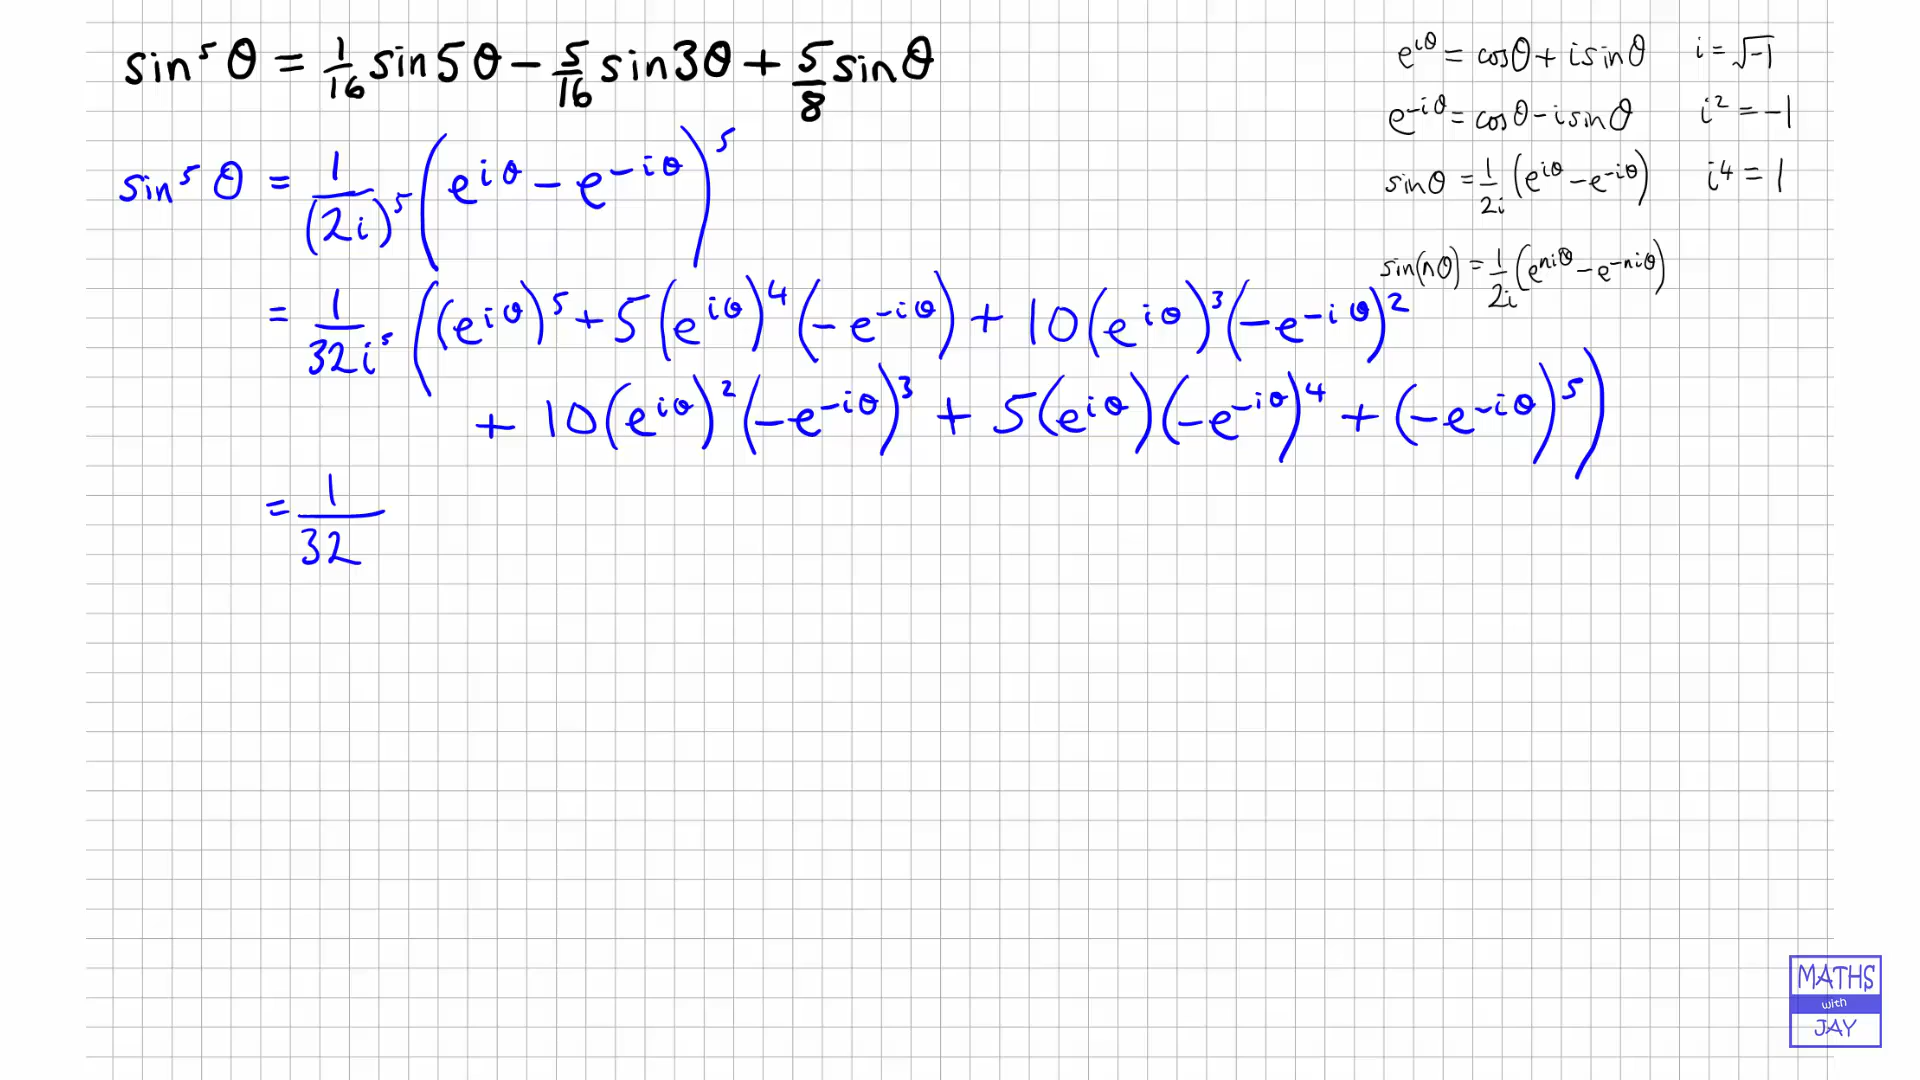 sin⁵θ = 1/16 sin5θ − 5/16 sin3θ + 5/8 sinθ
e^{iθ} = cosθ + isinθ    i = √-1
e^{-iθ} = cosθ − isinθ    i² = −1
sinθ = 1/2i (e^{iθ} − e^{-iθ})    i⁴ = 1
sin(nθ) = 1/2i (e^{niθ} − e^{-niθ})
sin⁵θ = 1/(2i)⁵ (e^{iθ} − e^{-iθ})⁵
= 1/32i⁵ ((e^{iθ})⁵ + 5(e^{iθ})⁴(−e^{-iθ}) + 10(e^{iθ})³(−e^{-iθ})²
+ 10(e^{iθ})²(−e^{-iθ})³ + 5(e^{iθ})(−e^{-iθ})⁴ + (−e^{-iθ})⁵)
= 1/32
MATHS
with
JAY